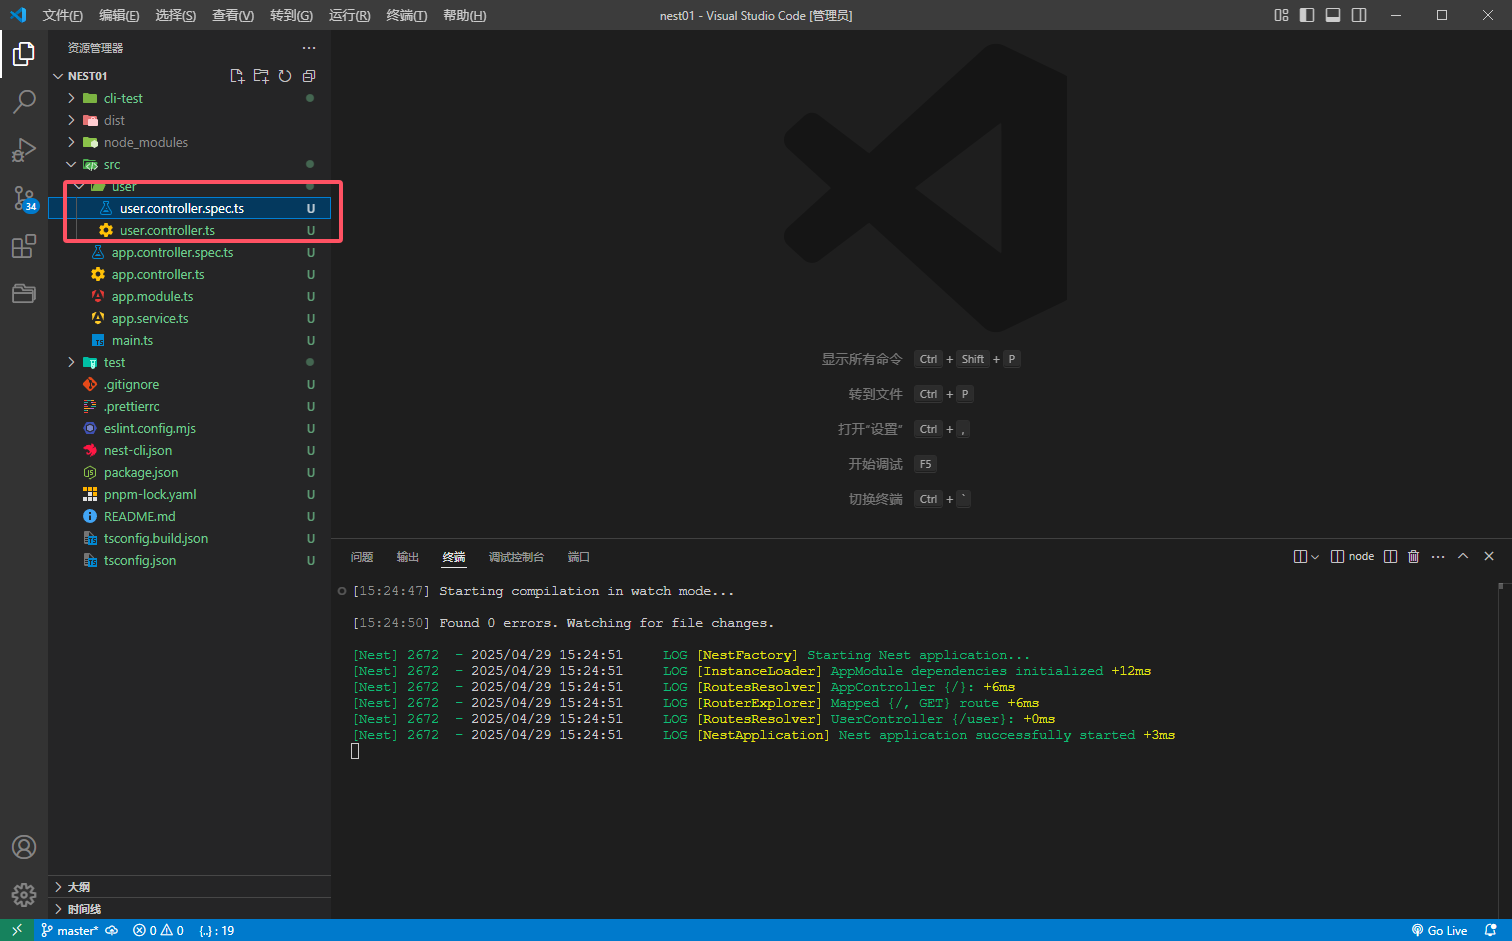 文件(F) 编辑(E) 选择(S) 查看(V) 转到(G) 运行(R) 终端(T) 帮助(H) nest01 - Visual Studio Code [管理员]
资源管理器
NEST01
cli-test
dist
node_modules
src
user
user.controller.spec.ts U
user.controller.ts U
app.controller.spec.ts U
app.controller.ts U
app.module.ts U
app.service.ts U
main.ts U
test
.gitignore U
.prettierrc U
eslint.config.mjs U
nest-cli.json U
package.json U
pnpm-lock.yaml U
README.md U
tsconfig.build.json U
tsconfig.json U
34
大纲
时间线
显示所有命令 Ctrl + Shift + P
转到文件 Ctrl + P
打开“设置” Ctrl + ,
开始调试 F5
切换终端 Ctrl + `
问题 输出 终端 调试控制台 端口 node
[15:24:47] Starting compilation in watch mode...
[15:24:50] Found 0 errors. Watching for file changes.
[Nest] 2672 - 2025/04/29 15:24:51 LOG [NestFactory] Starting Nest application...
[Nest] 2672 - 2025/04/29 15:24:51 LOG [InstanceLoader] AppModule dependencies initialized +12ms
[Nest] 2672 - 2025/04/29 15:24:51 LOG [RoutesResolver] AppController {/}: +6ms
[Nest] 2672 - 2025/04/29 15:24:51 LOG [RouterExplorer] Mapped {/, GET} route +6ms
[Nest] 2672 - 2025/04/29 15:24:51 LOG [RoutesResolver] UserController {/user}: +0ms
[Nest] 2672 - 2025/04/29 15:24:51 LOG [NestApplication] Nest application successfully started +3ms
master* 0 0 {..} : 19 Go Live